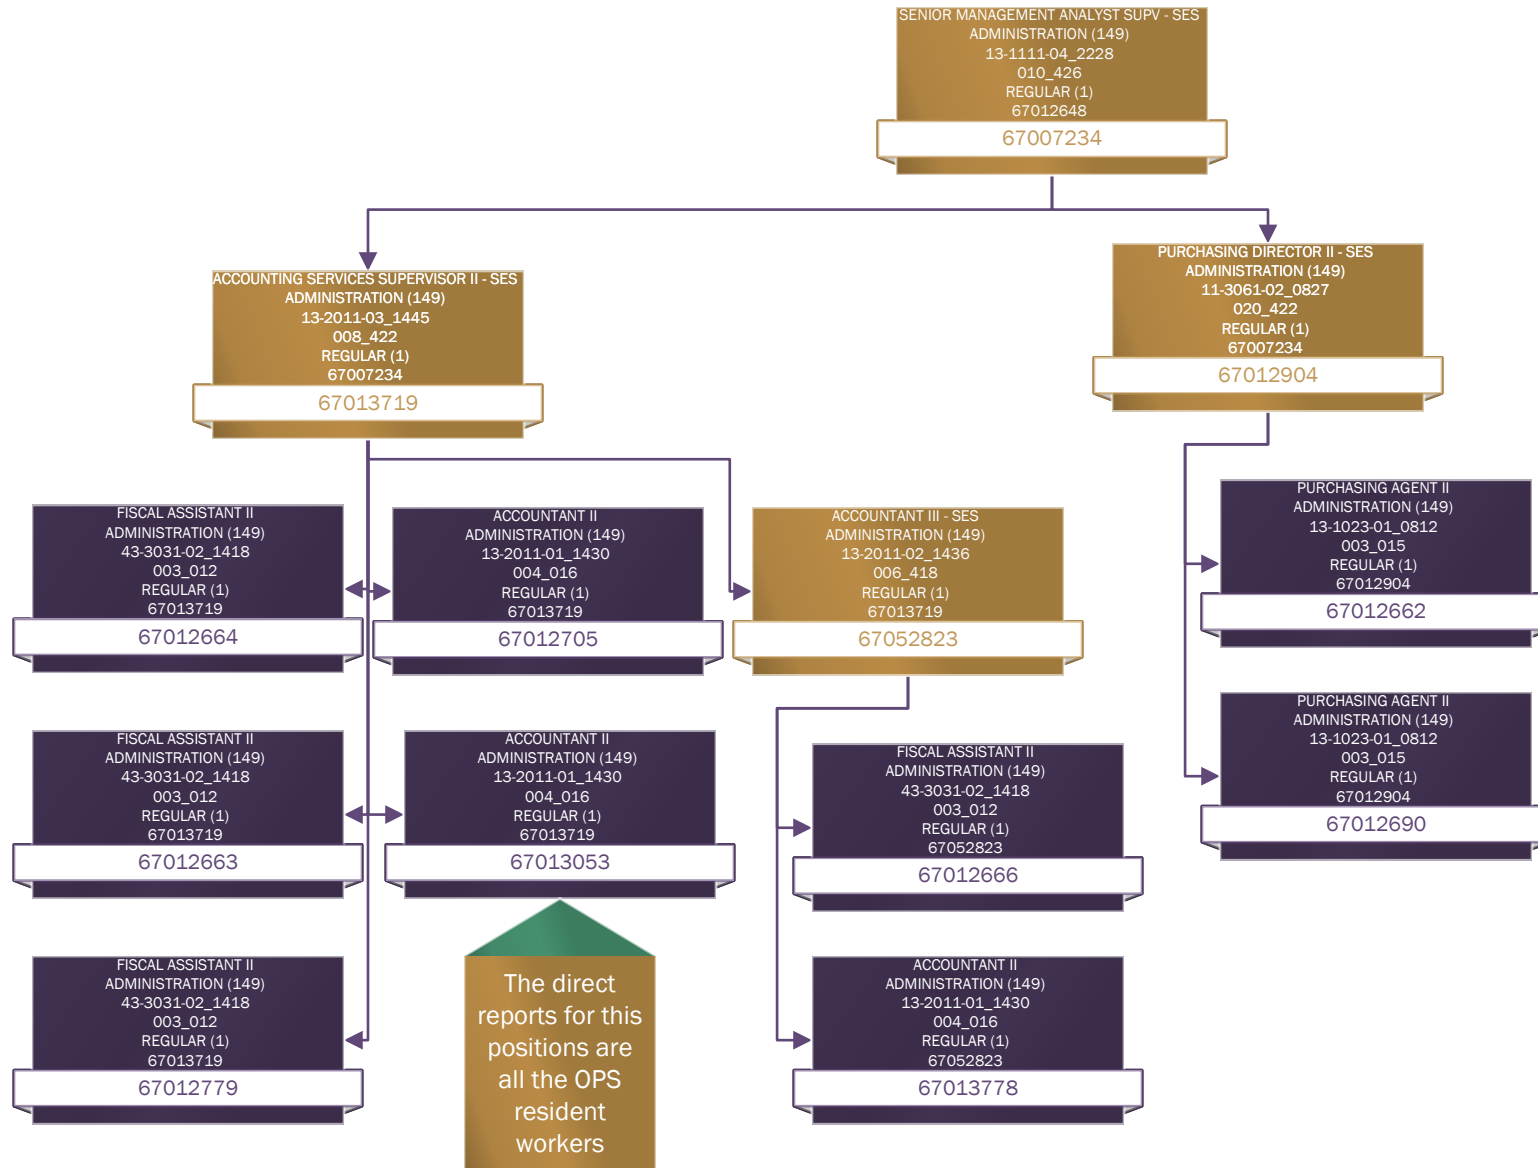 SENIOR MANAGEMENT ANALYST SUPV - SES
ADMINISTRATION (149)
13-1111-04_2228
010_426
REGULAR (1)
67012648
67007234
ACCOUNTING SERVICES SUPERVISOR II - SES
ADMINISTRATION (149)
13-2011-03_1445
008_422
REGULAR (1)
67007234
67013719
PURCHASING DIRECTOR II - SES
ADMINISTRATION (149)
11-3061-02_0827
020_422
REGULAR (1)
67007234
67012904
FISCAL ASSISTANT II
ADMINISTRATION (149)
43-3031-02_1418
003_012
REGULAR (1)
67013719
67012664
ACCOUNTANT II
ADMINISTRATION (149)
13-2011-01_1430
004_016
REGULAR (1)
67013719
67012705
ACCOUNTANT III - SES
ADMINISTRATION (149)
13-2011-02_1436
006_418
REGULAR (1)
67013719
67052823
PURCHASING AGENT II
ADMINISTRATION (149)
13-1023-01_0812
003_015
REGULAR (1)
67012904
67012662
FISCAL ASSISTANT II
ADMINISTRATION (149)
43-3031-02_1418
003_012
REGULAR (1)
67013719
67012663
ACCOUNTANT II
ADMINISTRATION (149)
13-2011-01_1430
004_016
REGULAR (1)
67013719
67013053
FISCAL ASSISTANT II
ADMINISTRATION (149)
43-3031-02_1418
003_012
REGULAR (1)
67052823
67012666
PURCHASING AGENT II
ADMINISTRATION (149)
13-1023-01_0812
003_015
REGULAR (1)
67012904
67012690
FISCAL ASSISTANT II
ADMINISTRATION (149)
43-3031-02_1418
003_012
REGULAR (1)
67013719
67012779
The direct
reports for this
positions are
all the OPS
resident
workers
ACCOUNTANT II
ADMINISTRATION (149)
13-2011-01_1430
004_016
REGULAR (1)
67052823
67013778